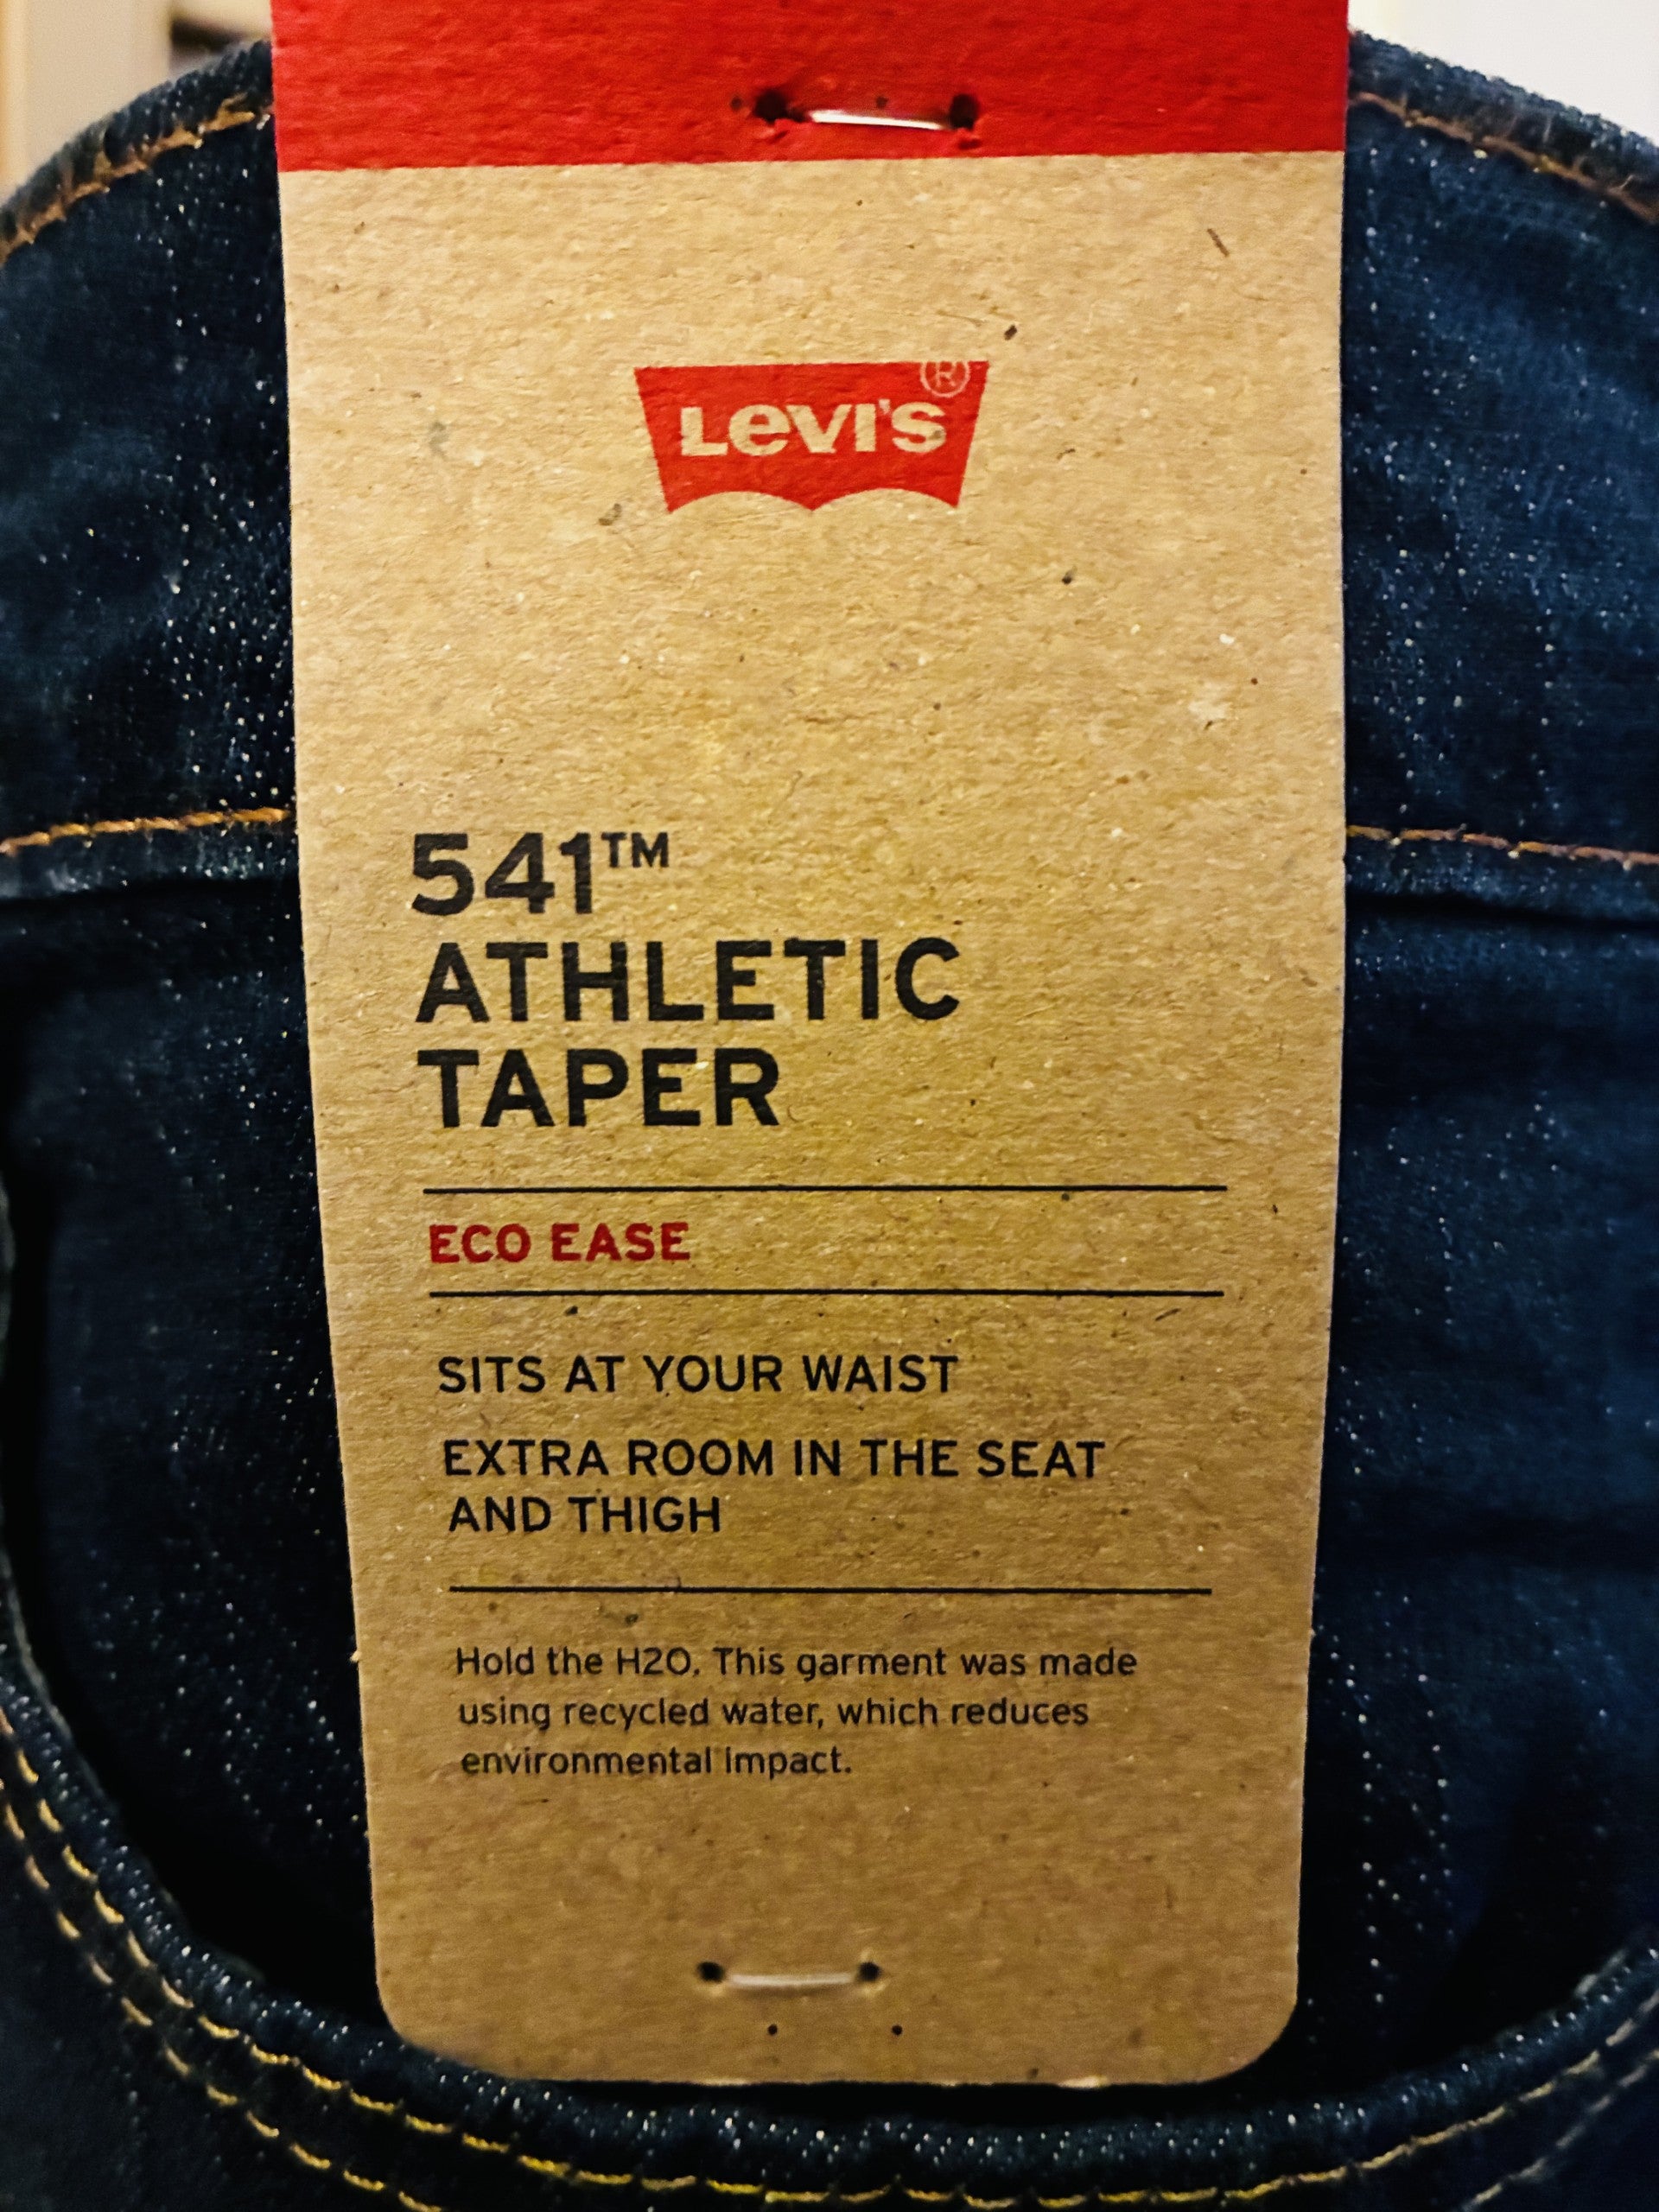 LEVI'S®
541™
ATHLETIC
TAPER
ECO EASE
SITS AT YOUR WAIST
EXTRA ROOM IN THE SEAT
AND THIGH
Hold the H2O. This garment was made
using recycled water, which reduces
environmental impact.